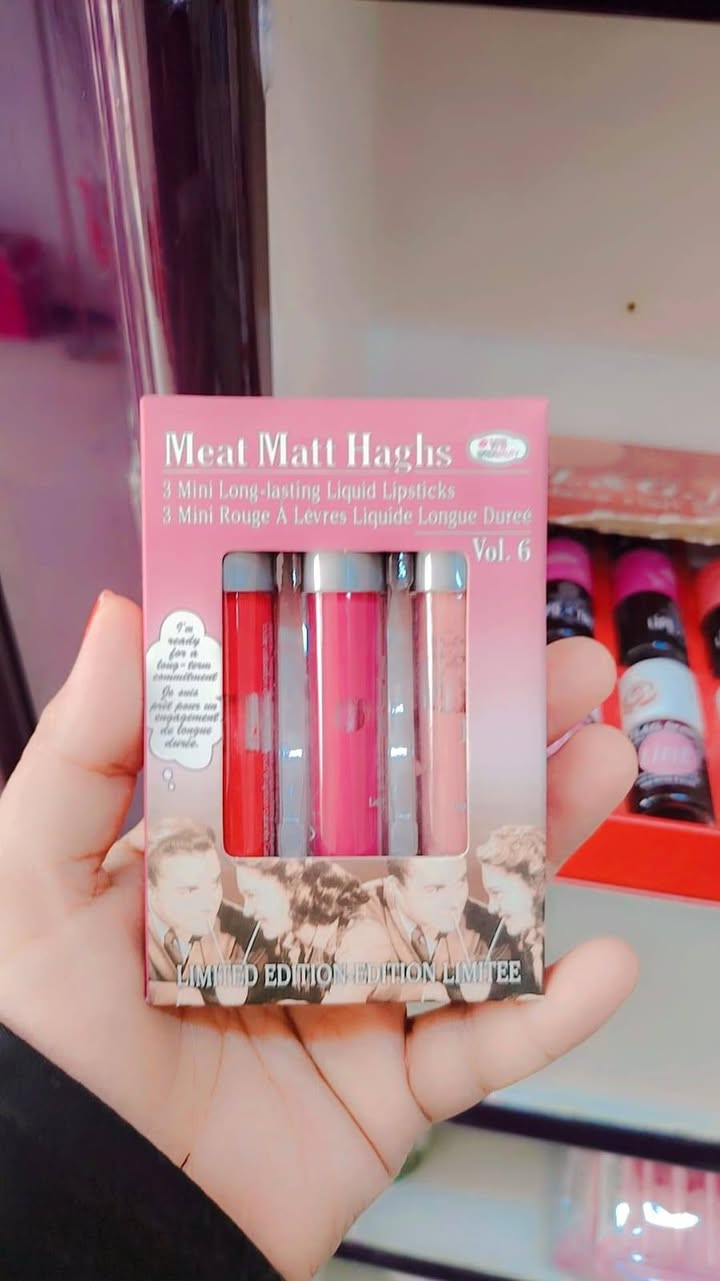 Meat Matt Haghs
3 Mini Long-lasting Liquid Lipsticks
3 Mini Rouge À Lèvres Liquide Longue Dureé
Vol. 6
I'm
ready
for a
long-term
commitment
Je suis
prêt pour un
engagement
de longue
durée.
LIMITED EDITION·EDITION LIMITEE